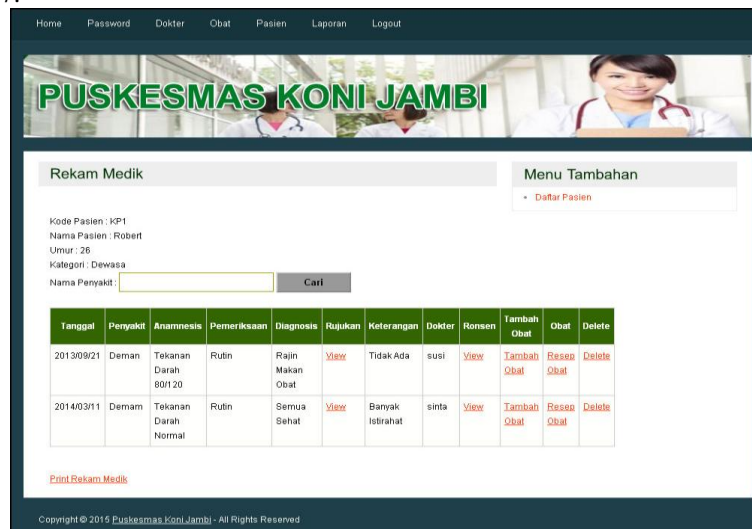 Home Password Dokter Obat Pasien Laporan Logout
PUSKESMAS KONI JAMBI
Rekam Medik
Menu Tambahan
Daftar Pasien
Kode Pasien : KP1
Nama Pasien : Robert
Umur : 26
Kategori : Dewasa
Nama Penyakit : Cari
Tanggal Penyakit Anamnesis Pemeriksaan Diagnosis Rujukan Keterangan Dokter Ronsen Tambah Obat Obat Delete
2013/09/21 Deman Tekanan Darah 80/120 Rutin Rajin Makan Obat View Tidak Ada susi View Tambah Obat Resep Obat Delete
2014/03/11 Demam Tekanan Darah Normal Rutin Semua Sehat View Banyak Istirahat sinta View Tambah Obat Resep Obat Delete
Print Rekam Medik
Copyright © 2015 Puskesmas Koni Jambi - All Rights Reserved